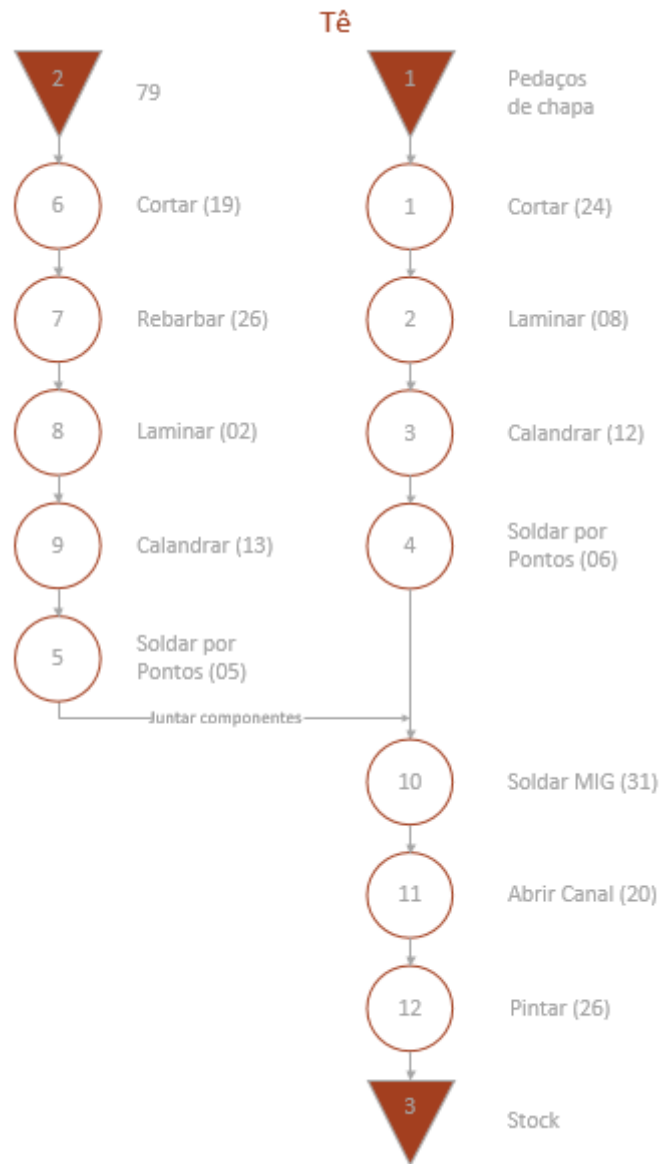 Tê
2
79
1
Pedaços
de chapa
6
Cortar (19)
1
Cortar (24)
7
Rebarbar (26)
2
Laminar (08)
8
Laminar (02)
3
Calandrar (12)
9
Calandrar (13)
4
Soldar por
Pontos (06)
5
Soldar por
Pontos (05)
Juntar componentes
10
Soldar MIG (31)
11
Abrir Canal (20)
12
Pintar (26)
3
Stock